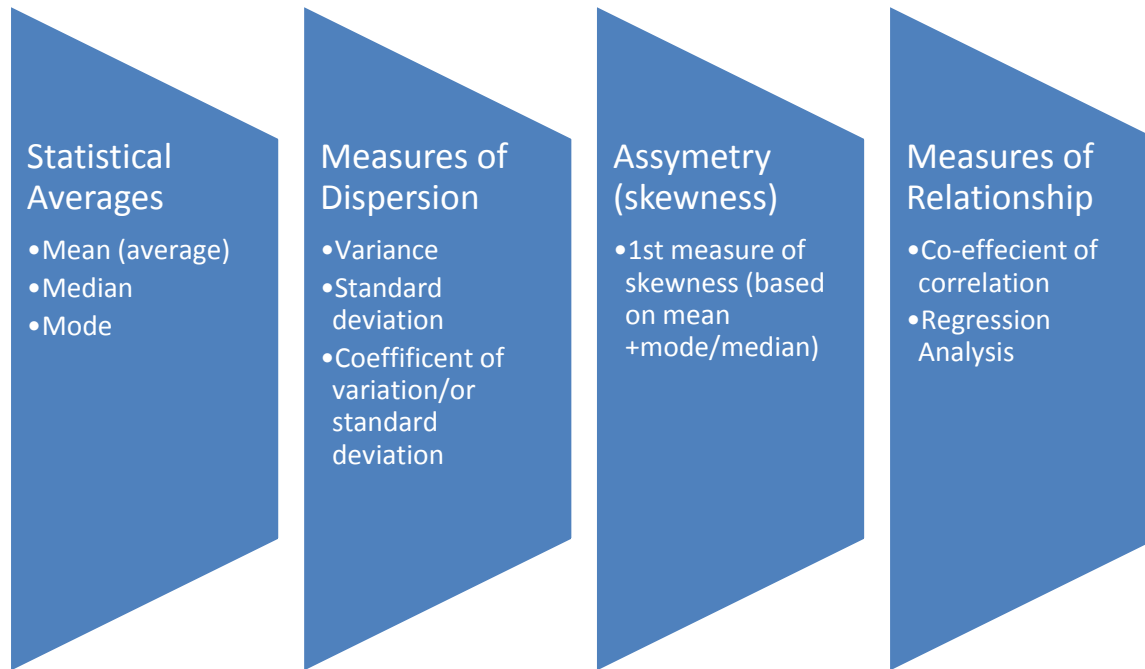 Statistical
Averages
•Mean (average)
•Median
•Mode
Measures of
Dispersion
•Variance
•Standard
deviation
•Coeffificent of
variation/or
standard
deviation
Assymetry
(skewness)
•1st measure of
skewness (based
on mean
+mode/median)
Measures of
Relationship
•Co-effecient of
correlation
•Regression
Analysis